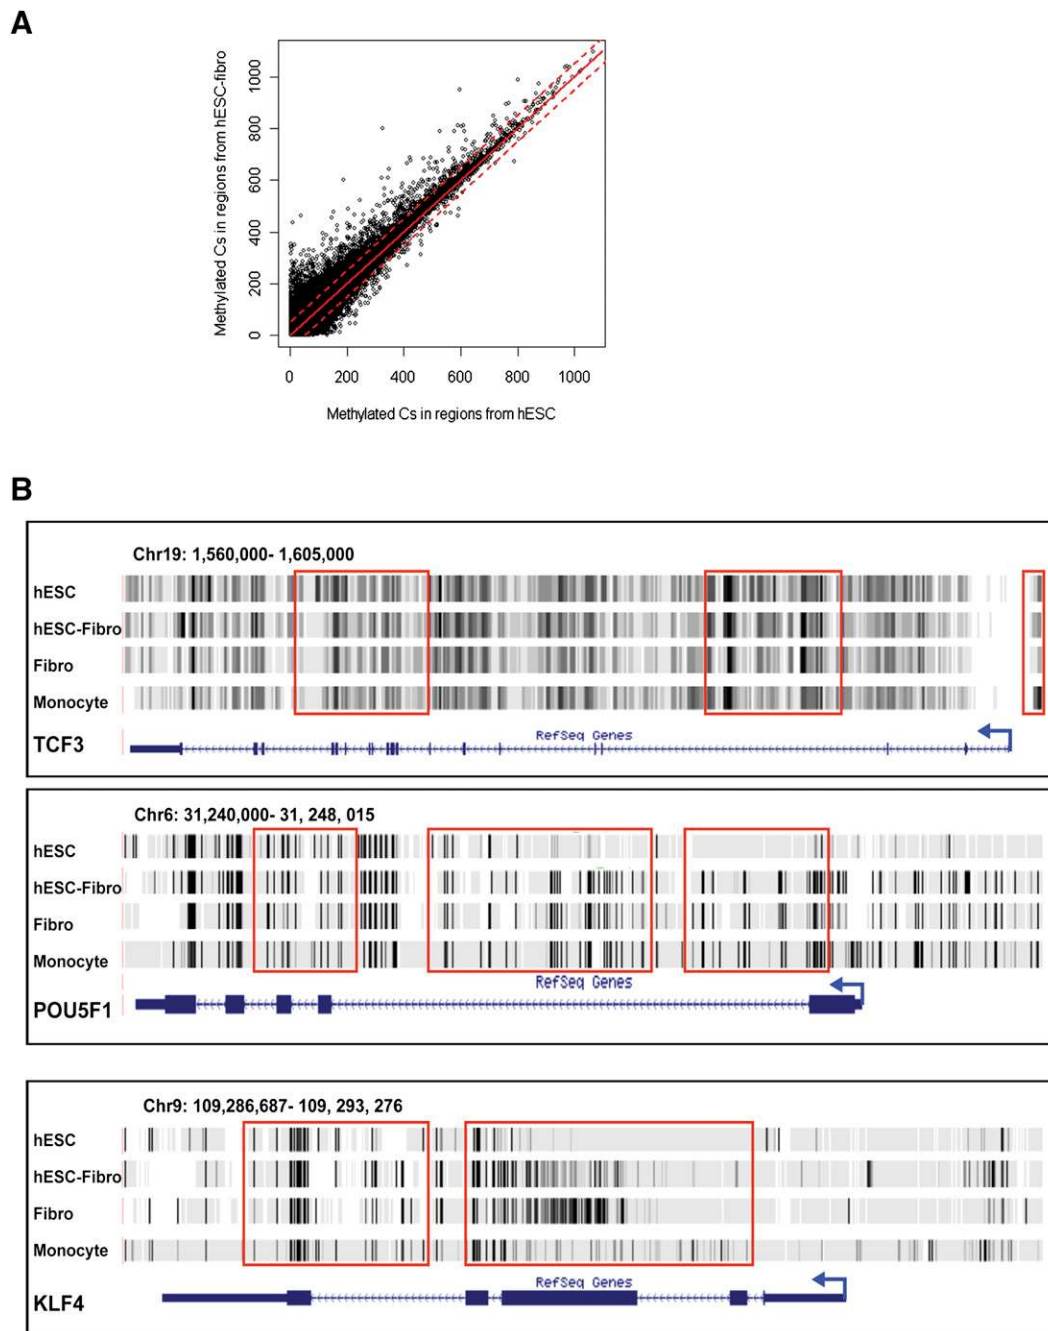 A
Methylated Cs in regions from hESC-fibro
1000
800
600
400
200
0
0 200 400 600 800 1000
Methylated Cs in regions from hESC
B
Chr19: 1,560,000- 1,605,000
hESC
hESC-Fibro
Fibro
Monocyte
RefSeq Genes
TCF3
Chr6: 31,240,000- 31, 248, 015
hESC
hESC-Fibro
Fibro
Monocyte
RefSeq Genes
POU5F1
Chr9: 109,286,687- 109, 293, 276
hESC
hESC-Fibro
Fibro
Monocyte
RefSeq Genes
KLF4